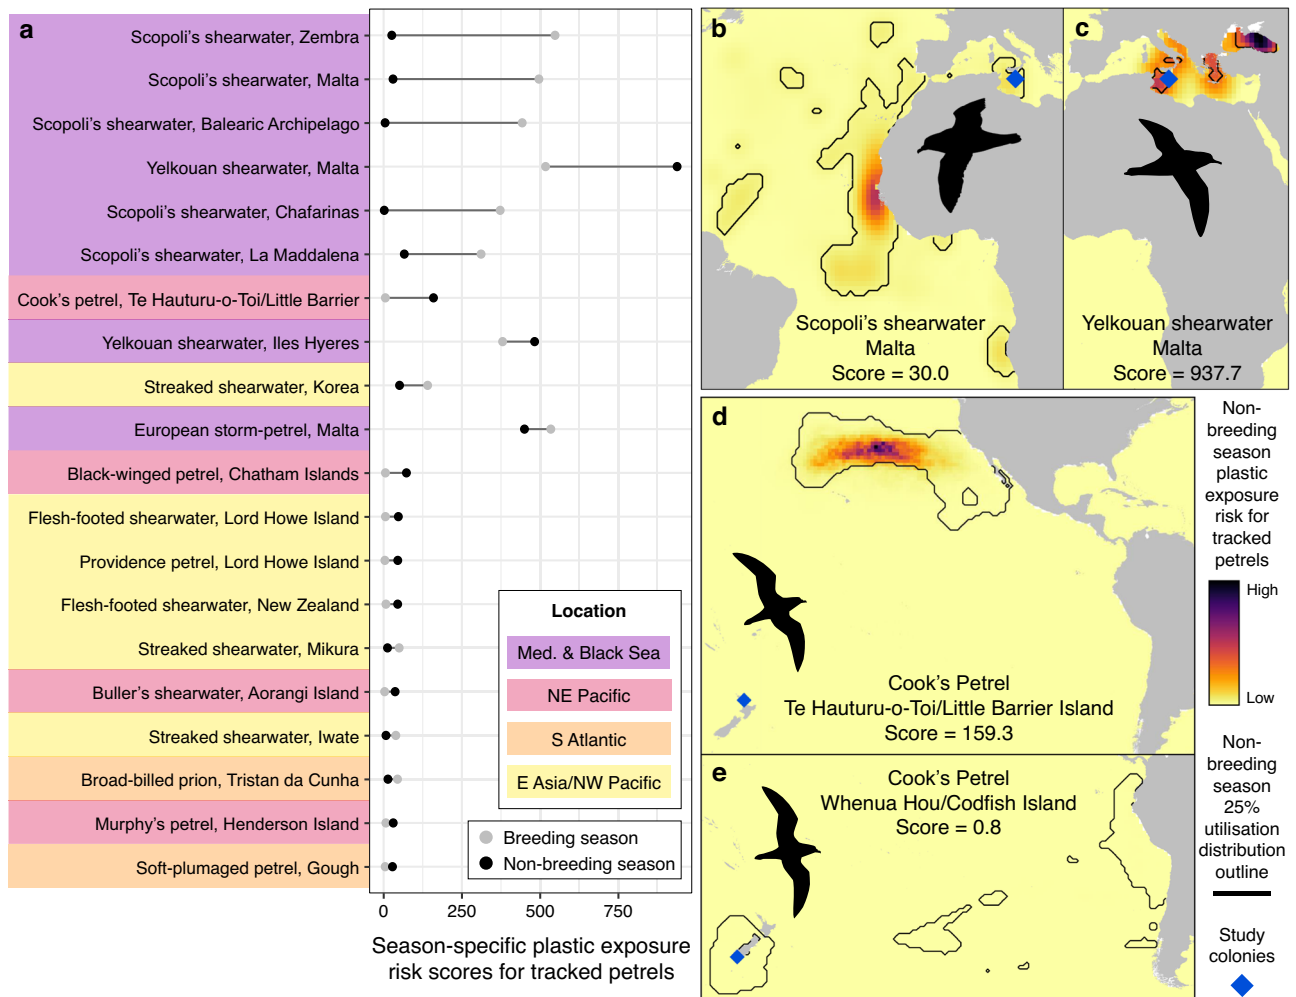 a
Scopoli's shearwater, Zembra
Scopoli's shearwater, Malta
Scopoli's shearwater, Balearic Archipelago
Yelkouan shearwater, Malta
Scopoli's shearwater, Chafarinas
Scopoli's shearwater, La Maddalena
Cook's petrel, Te Hauturu-o-Toi/Little Barrier
Yelkouan shearwater, Iles Hyeres
Streaked shearwater, Korea
European storm-petrel, Malta
Black-winged petrel, Chatham Islands
Flesh-footed shearwater, Lord Howe Island
Providence petrel, Lord Howe Island
Flesh-footed shearwater, New Zealand
Streaked shearwater, Mikura
Buller's shearwater, Aorangi Island
Streaked shearwater, Iwate
Broad-billed prion, Tristan da Cunha
Murphy's petrel, Henderson Island
Soft-plumaged petrel, Gough
Location
Med. & Black Sea
NE Pacific
S Atlantic
E Asia/NW Pacific
Breeding season
Non-breeding season
0 250 500 750
Season-specific plastic exposure
risk scores for tracked petrels
b
Scopoli's shearwater
Malta
Score = 30.0
c
Yelkouan shearwater
Malta
Score = 937.7
d
Cook's Petrel
Te Hauturu-o-Toi/Little Barrier Island
Score = 159.3
e
Cook's Petrel
Whenua Hou/Codfish Island
Score = 0.8
Non-
breeding
season
plastic
exposure
risk for
tracked
petrels
High
Low
Non-
breeding
season
25%
utilisation
distribution
outline
Study
colonies